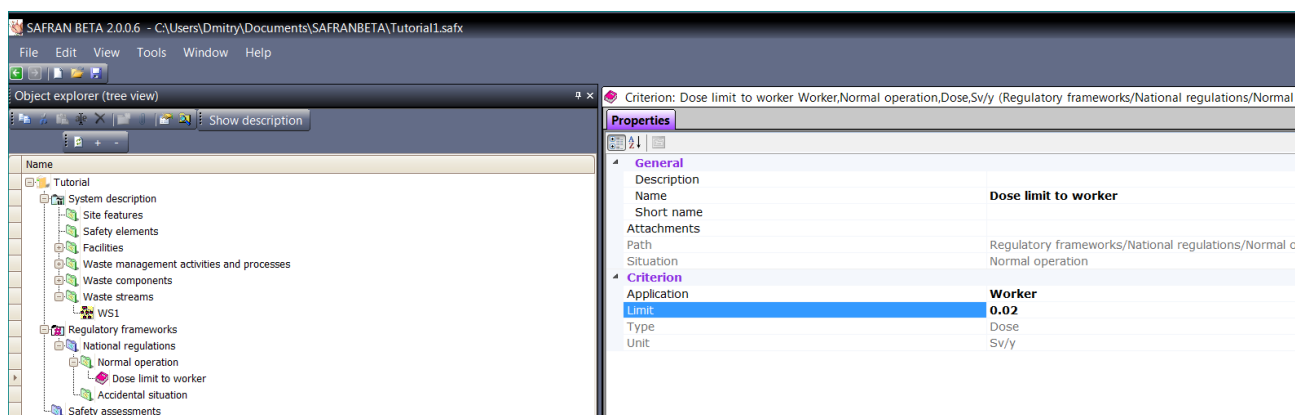 SAFRAN BETA 2.0.0.6 - C:\Users\Dmitry\Documents\SAFRANBETA\Tutorial1.safx
File Edit View Tools Window Help
Object explorer (tree view)
Show description
Name
Tutorial
System description
Site features
Safety elements
Facilities
Waste management activities and processes
Waste components
Waste streams
WS1
Regulatory frameworks
National regulations
Normal operation
Dose limit to worker
Accidental situation
Safety assessments
Criterion: Dose limit to worker Worker,Normal operation,Dose,Sv/y (Regulatory frameworks/National regulations/Normal
Properties
General
Description
Name Dose limit to worker
Short name
Attachments
Path Regulatory frameworks/National regulations/Normal o
Situation Normal operation
Criterion
Application Worker
Limit 0.02
Type Dose
Unit Sv/y